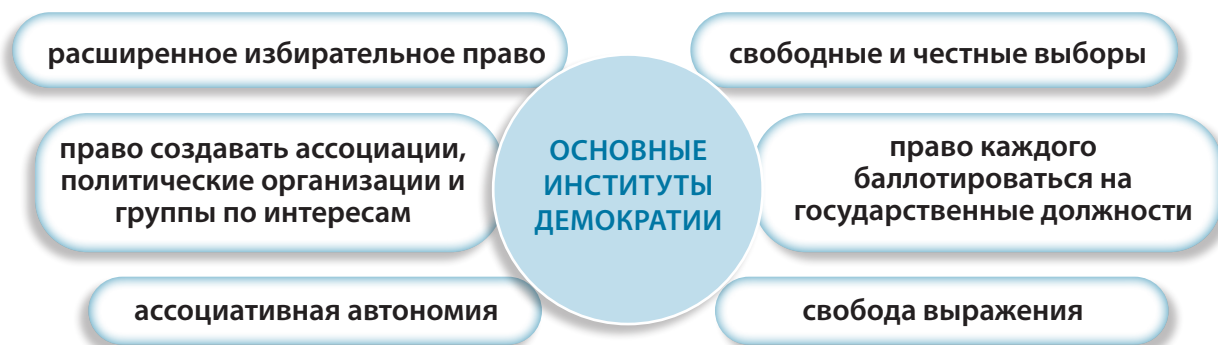 расширенное избирательное право
свободные и честные выборы
право создавать ассоциации,
политические организации и
группы по интересам
ОСНОВНЫЕ
ИНСТИТУТЫ
ДЕМОКРАТИИ
право каждого
баллотироваться на
государственные должности
ассоциативная автономия
свобода выражения